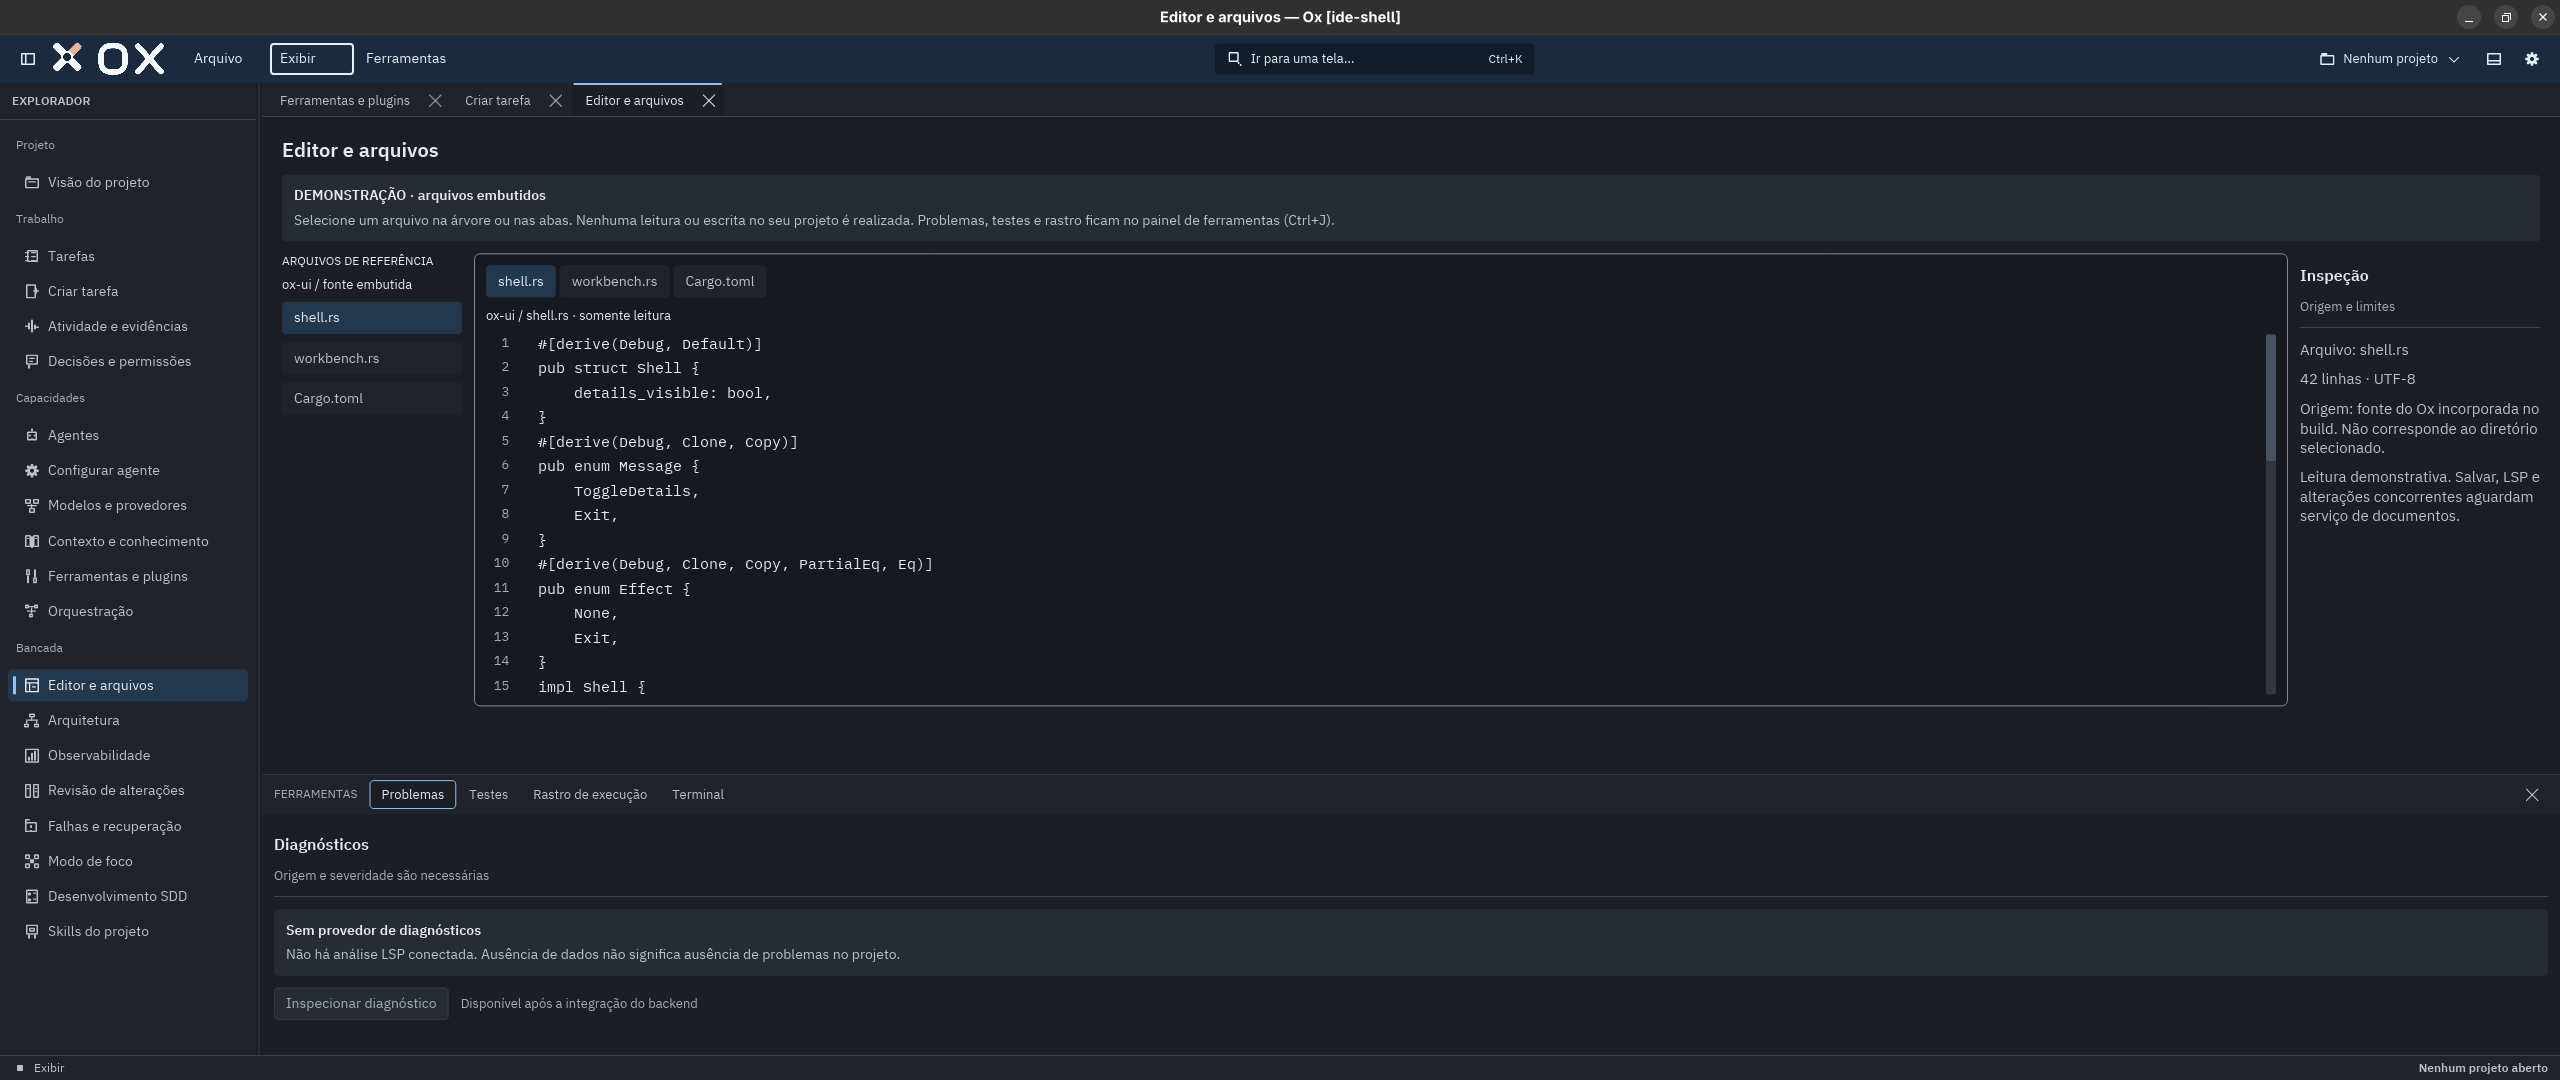 Editor e arquivos — Ox [ide-shell]
OX
Arquivo
Exibir
Ferramentas
Ir para uma tela...
Ctrl+K
Nenhum projeto
EXPLORADOR
Projeto
Visão do projeto
Trabalho
Tarefas
Criar tarefa
Atividade e evidências
Decisões e permissões
Capacidades
Agentes
Configurar agente
Modelos e provedores
Contexto e conhecimento
Ferramentas e plugins
Orquestração
Bancada
Editor e arquivos
Arquitetura
Observabilidade
Revisão de alterações
Falhas e recuperação
Modo de foco
Desenvolvimento SDD
Skills do projeto
Ferramentas e plugins
Criar tarefa
Editor e arquivos
Editor e arquivos
DEMONSTRAÇÃO · arquivos embutidos
Selecione um arquivo na árvore ou nas abas. Nenhuma leitura ou escrita no seu projeto é realizada. Problemas, testes e rastro ficam no painel de ferramentas (Ctrl+J).
ARQUIVOS DE REFERÊNCIA
ox-ui / fonte embutida
shell.rs
workbench.rs
Cargo.toml
shell.rs
workbench.rs
Cargo.toml
ox-ui / shell.rs · somente leitura
1 #[derive(Debug, Default)]
2 pub struct Shell {
3     details_visible: bool,
4 }
5 #[derive(Debug, Clone, Copy)]
6 pub enum Message {
7     ToggleDetails,
8     Exit,
9 }
10 #[derive(Debug, Clone, Copy, PartialEq, Eq)]
11 pub enum Effect {
12     None,
13     Exit,
14 }
15 impl Shell {
Inspeção
Origem e limites
Arquivo: shell.rs
42 linhas · UTF-8
Origem: fonte do Ox incorporada no
build. Não corresponde ao diretório
selecionado.
Leitura demonstrativa. Salvar, LSP e
alterações concorrentes aguardam
serviço de documentos.
FERRAMENTAS
Problemas
Testes
Rastro de execução
Terminal
Diagnósticos
Origem e severidade são necessárias
Sem provedor de diagnósticos
Não há análise LSP conectada. Ausência de dados não significa ausência de problemas no projeto.
Inspecionar diagnóstico
Disponível após a integração do backend
Exibir
Nenhum projeto aberto